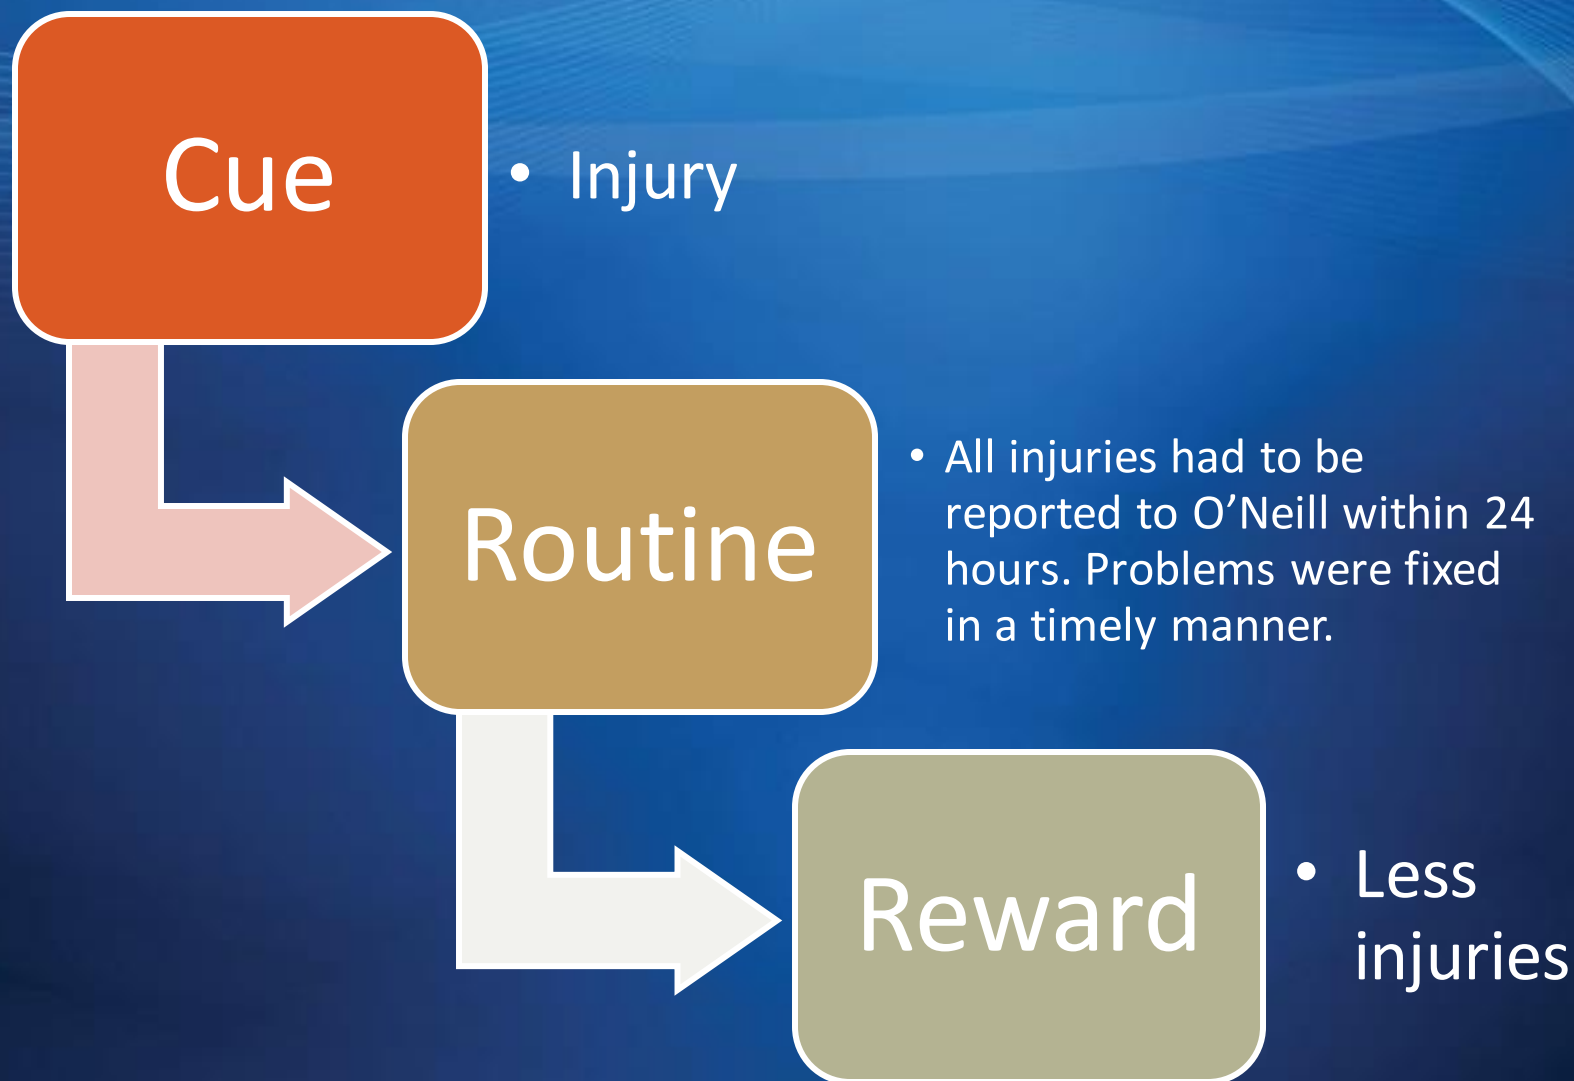 Cue
• Injury
Routine
• All injuries had to be
reported to O’Neill within 24
hours. Problems were fixed
in a timely manner.
Reward
• Less
injuries